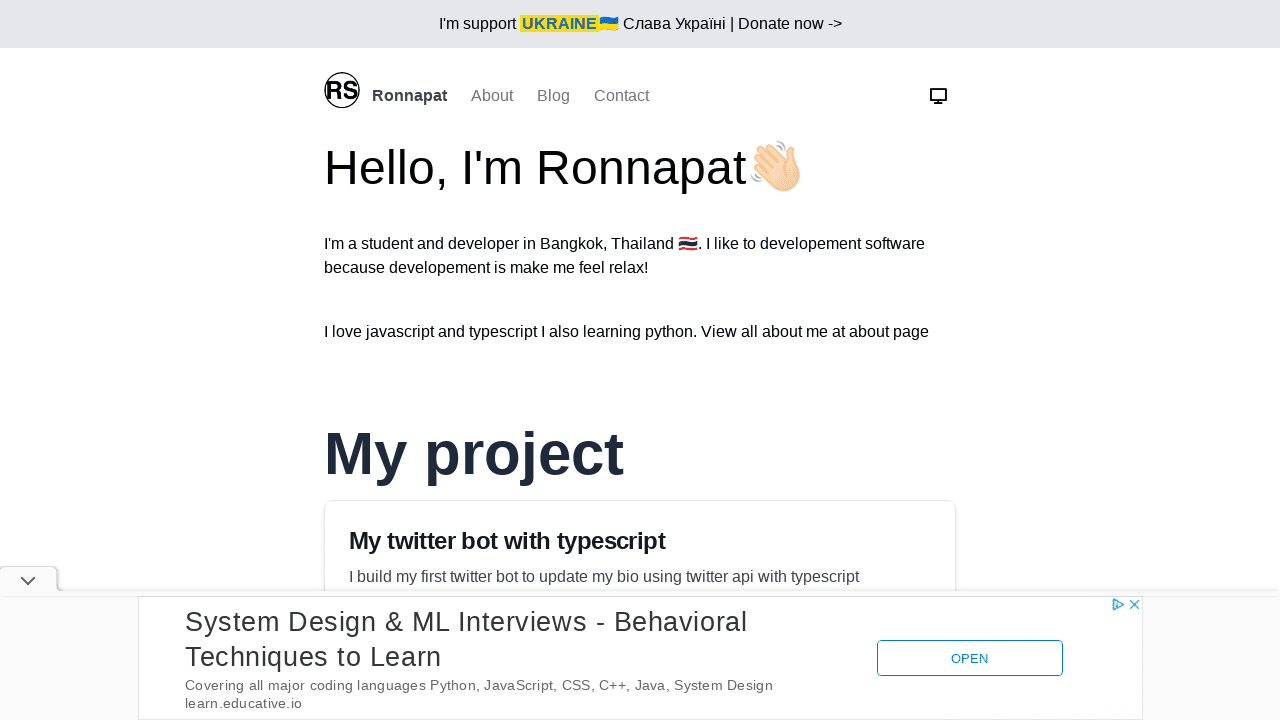 I'm support UKRAINE🇺🇦 Слава Україні | Donate now ->
RS
Ronnapat About Blog Contact
Hello, I'm Ronnapat👋🏻
I'm a student and developer in Bangkok, Thailand 🇹🇭. I like to developement software
because developement is make me feel relax!
I love javascript and typescript I also learning python. View all about me at about page
My project
My twitter bot with typescript
I build my first twitter bot to update my bio using twitter api with typescript
System Design & ML Interviews - Behavioral
Techniques to Learn
Covering all major coding languages Python, JavaScript, CSS, C++, Java, System Design
learn.educative.io
OPEN